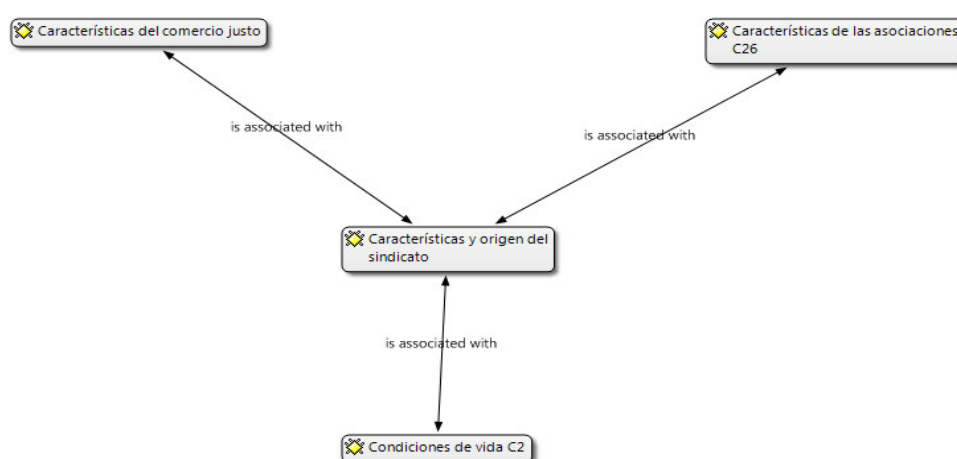 Características del comercio justo
Características de las asociaciones
C26
is associated with
is associated with
Características y origen del
sindicato
is associated with
Condiciones de vida C2